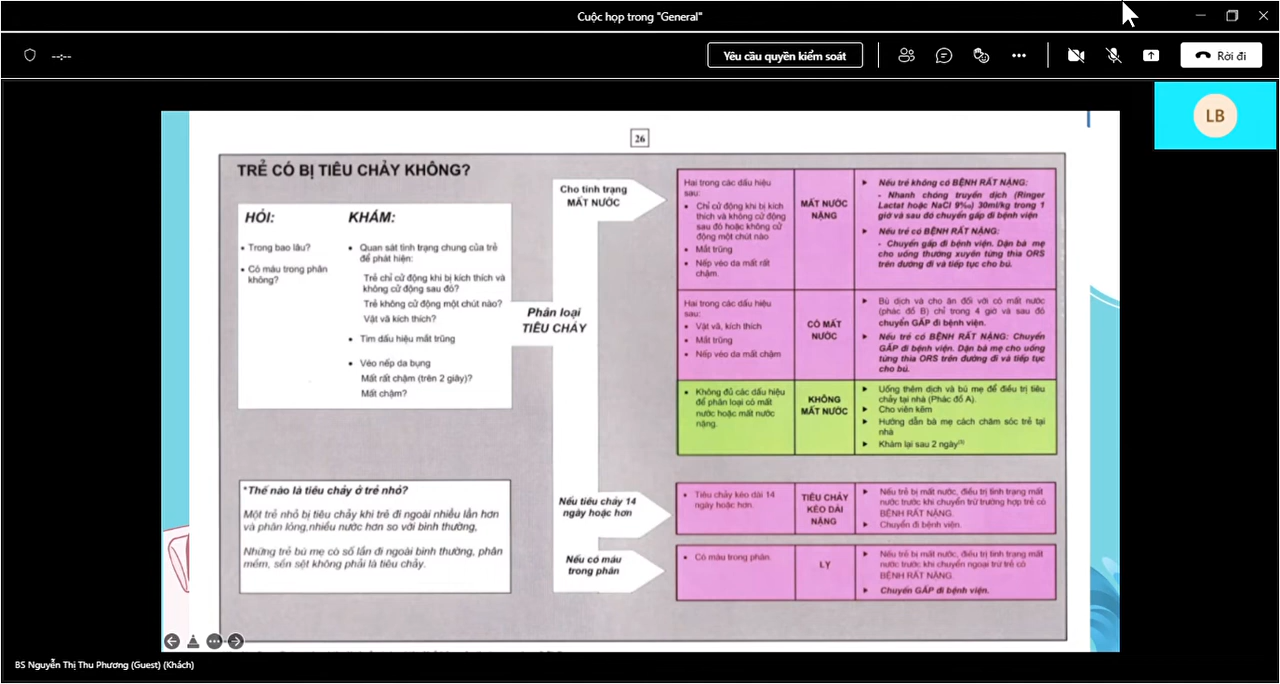 Cuộc họp trong "General"
--:--
Yêu cầu quyền kiểm soát
Rời đi
LB
26
TRẺ CÓ BỊ TIÊU CHẢY KHÔNG?
HỎI:
• Trong bao lâu?
• Có máu trong phân
không?
KHÁM:
• Quan sát tình trạng chung của trẻ
để phát hiện:
Trẻ chỉ cử động khi bị kích thích và
không cử động sau đó?
Trẻ không cử động một chút nào?
Vật vã kích thích?
• Tìm dấu hiệu mắt trũng
• Véo nếp da bụng
Mất rất chậm (trên 2 giây)?
Mất chậm?
Phân loại
TIÊU CHẢY
Cho tình trạng
MẤT NƯỚC
Hai trong các dấu hiệu
sau:
• Chỉ cử động khi bị kích
thích và không cử động
sau đó hoặc không cử
động một chút nào
• Mắt trũng
• Nếp véo da mất rất
chậm.
MẤT NƯỚC
NẶNG
Nếu trẻ không có BỆNH RẤT NẶNG:
- Nhanh chóng truyền dịch (Ringer
Lactat hoặc NaCl 9‰) 30ml/kg trong 1
giờ và sau đó chuyển gấp đi bệnh viện
Nếu trẻ có BỆNH RẤT NẶNG:
- Chuyển gấp đi bệnh viện. Dặn bà mẹ
cho uống thường xuyên từng thìa ORS
trên đường đi và tiếp tục cho bú.
Hai trong các dấu hiệu
sau:
• Vật vã, kích thích
• Mắt trũng
• Nếp véo da mất chậm
CÓ MẤT
NƯỚC
Bù dịch và cho ăn đối với có mất nước
(phác đồ B) chỉ trong 4 giờ và sau đó
chuyển GẤP đi bệnh viện.
Nếu trẻ có BỆNH RẤT NẶNG: Chuyển
GẤP đi bệnh viện. Dặn bà mẹ cho uống
từng thìa ORS trên đường đi và tiếp tục
cho bú.
• Không đủ các dấu hiệu
để phân loại có mất
nước hoặc mất nước
nặng.
KHÔNG
MẤT NƯỚC
Uống thêm dịch và bú mẹ để điều trị tiêu
chảy tại nhà (Phác đồ A).
Cho viên kẽm
Hướng dẫn bà mẹ cách chăm sóc trẻ tại
nhà
Khám lại sau 2 ngày
*Thế nào là tiêu chảy ở trẻ nhỏ?
Một trẻ nhỏ bị tiêu chảy khi trẻ đi ngoài nhiều lần hơn
và phân lỏng,nhiều nước hơn so với bình thường,
Những trẻ bú mẹ có số lần đi ngoài bình thường, phân
mềm, sền sệt không phải là tiêu chảy.
Nếu tiêu chảy 14
ngày hoặc hơn
• Tiêu chảy kéo dài 14
ngày hoặc hơn.
TIÊU CHẢY
KÉO DÀI
NẶNG
Nếu trẻ bị mất nước, điều trị tình trạng mất
nước trước khi chuyển trừ trường hợp trẻ có
BỆNH RẤT NẶNG.
Chuyển đi bệnh viện.
Nếu có máu
trong phân
• Có máu trong phân.
LỴ
Nếu trẻ bị mất nước, điều trị tình trạng mất
nước trước khi chuyển ngoại trừ trẻ có
BỆNH RẤT NẶNG.
Chuyển GẤP đi bệnh viện.
BS Nguyễn Thị Thu Phương (Guest) (Khách)